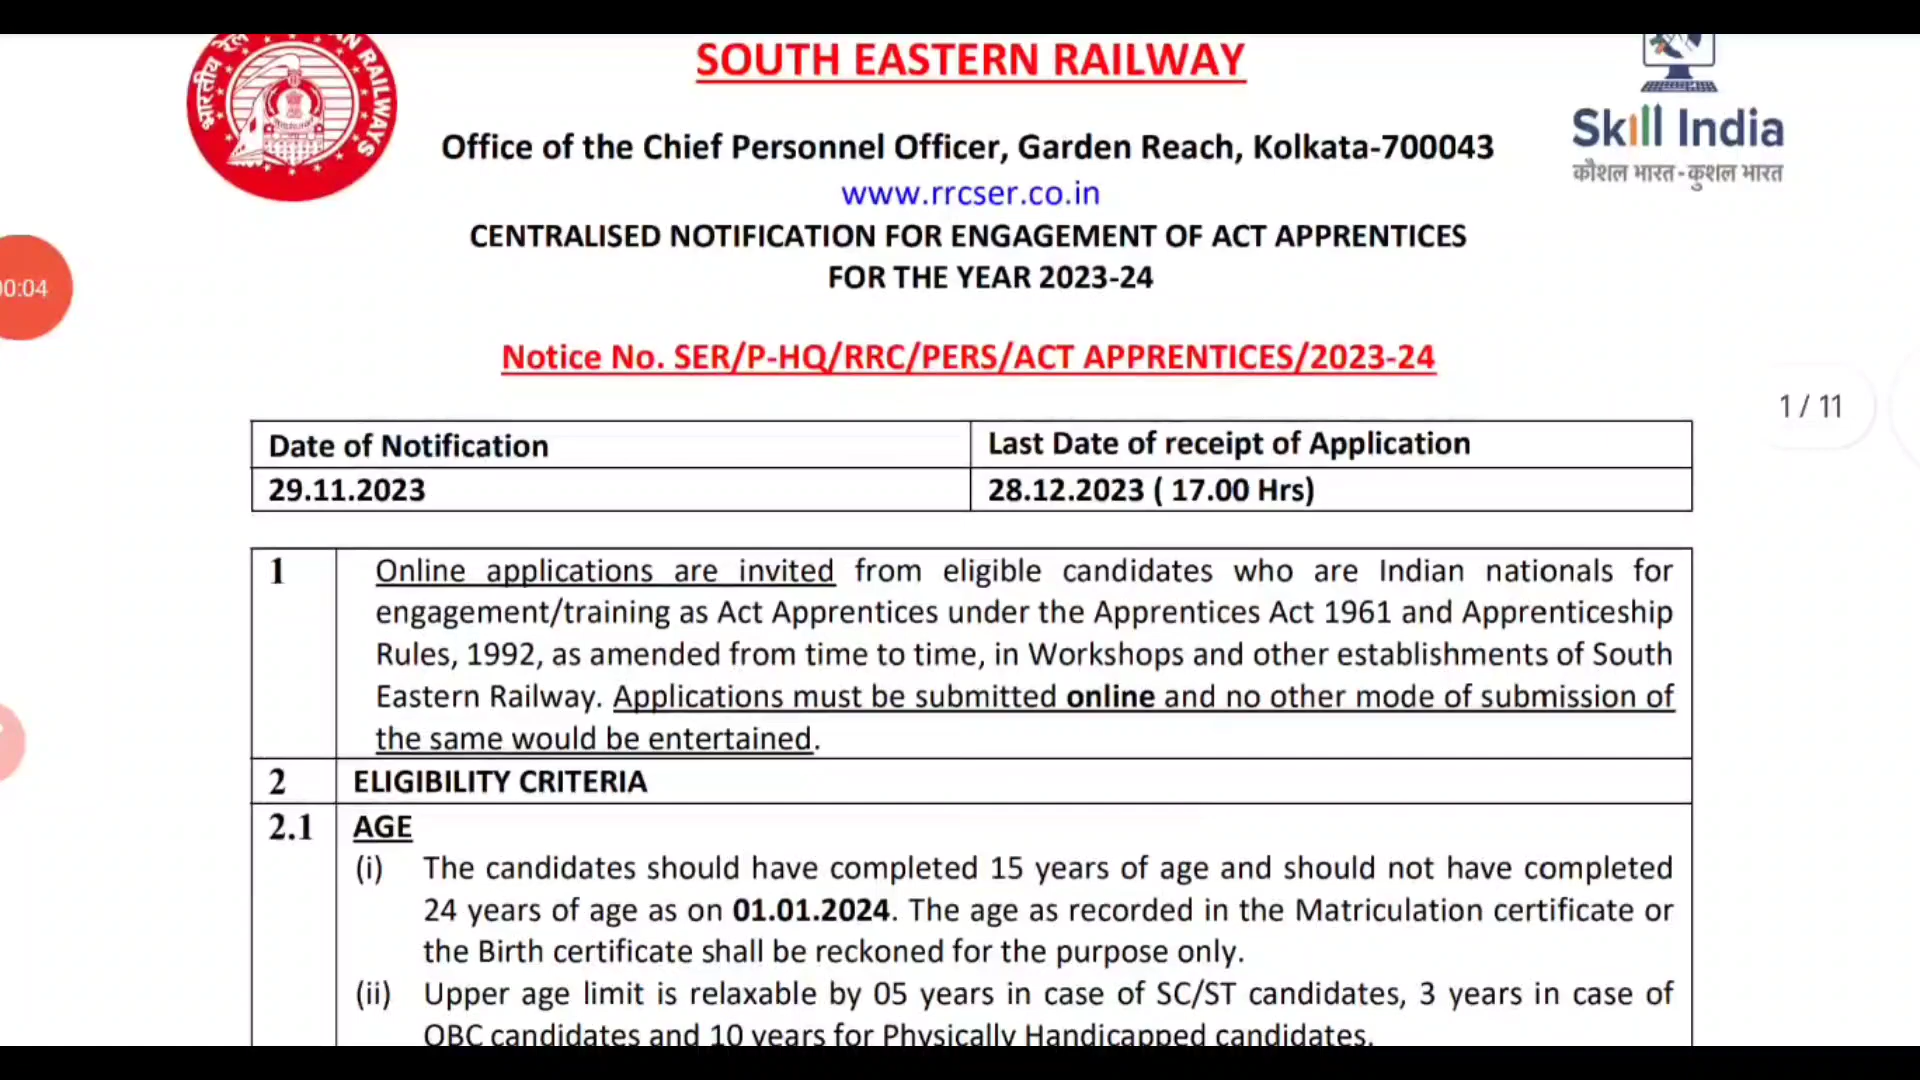 SOUTH EASTERN RAILWAY
भारतीय रेल
INDIAN RAILWAYS
Office of the Chief Personnel Officer, Garden Reach, Kolkata-700043
Skill India
कौशल भारत - कुशल भारत
www.rrcser.co.in
CENTRALISED NOTIFICATION FOR ENGAGEMENT OF ACT APPRENTICES
FOR THE YEAR 2023-24
00:04
Notice No. SER/P-HQ/RRC/PERS/ACT APPRENTICES/2023-24
1 / 11
Date of Notification Last Date of receipt of Application
29.11.2023 28.12.2023 ( 17.00 Hrs)
1 Online applications are invited from eligible candidates who are Indian nationals for
engagement/training as Act Apprentices under the Apprentices Act 1961 and Apprenticeship
Rules, 1992, as amended from time to time, in Workshops and other establishments of South
Eastern Railway. Applications must be submitted online and no other mode of submission of
the same would be entertained.
2 ELIGIBILITY CRITERIA
2.1 AGE
(i) The candidates should have completed 15 years of age and should not have completed
24 years of age as on 01.01.2024. The age as recorded in the Matriculation certificate or
the Birth certificate shall be reckoned for the purpose only.
(ii) Upper age limit is relaxable by 05 years in case of SC/ST candidates, 3 years in case of
OBC candidates and 10 years for Physically Handicapped candidates.